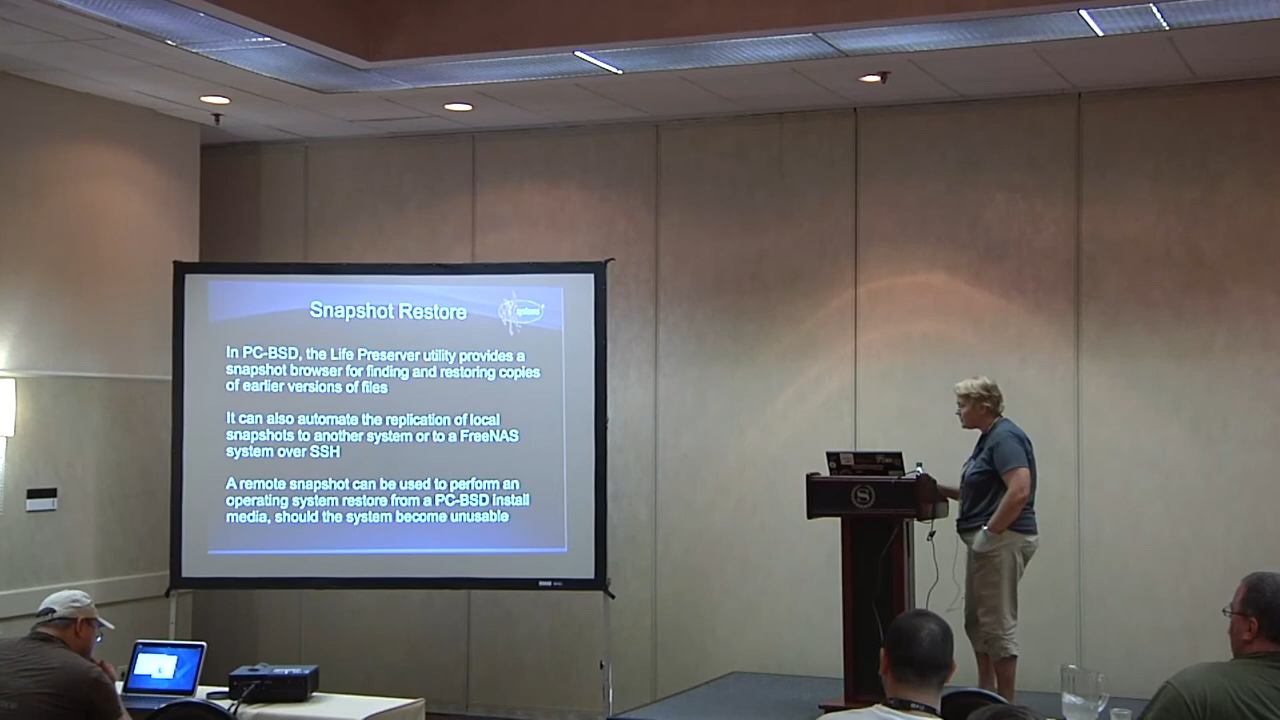 Snapshot Restore
systems
In PC-BSD, the Life Preserver utility provides a
snapshot browser for finding and restoring copies
of earlier versions of files
It can also automate the replication of local
snapshots to another system or to a FreeNAS
system over SSH
A remote snapshot can be used to perform an
operating system restore from a PC-BSD install
media, should the system become unusable
S